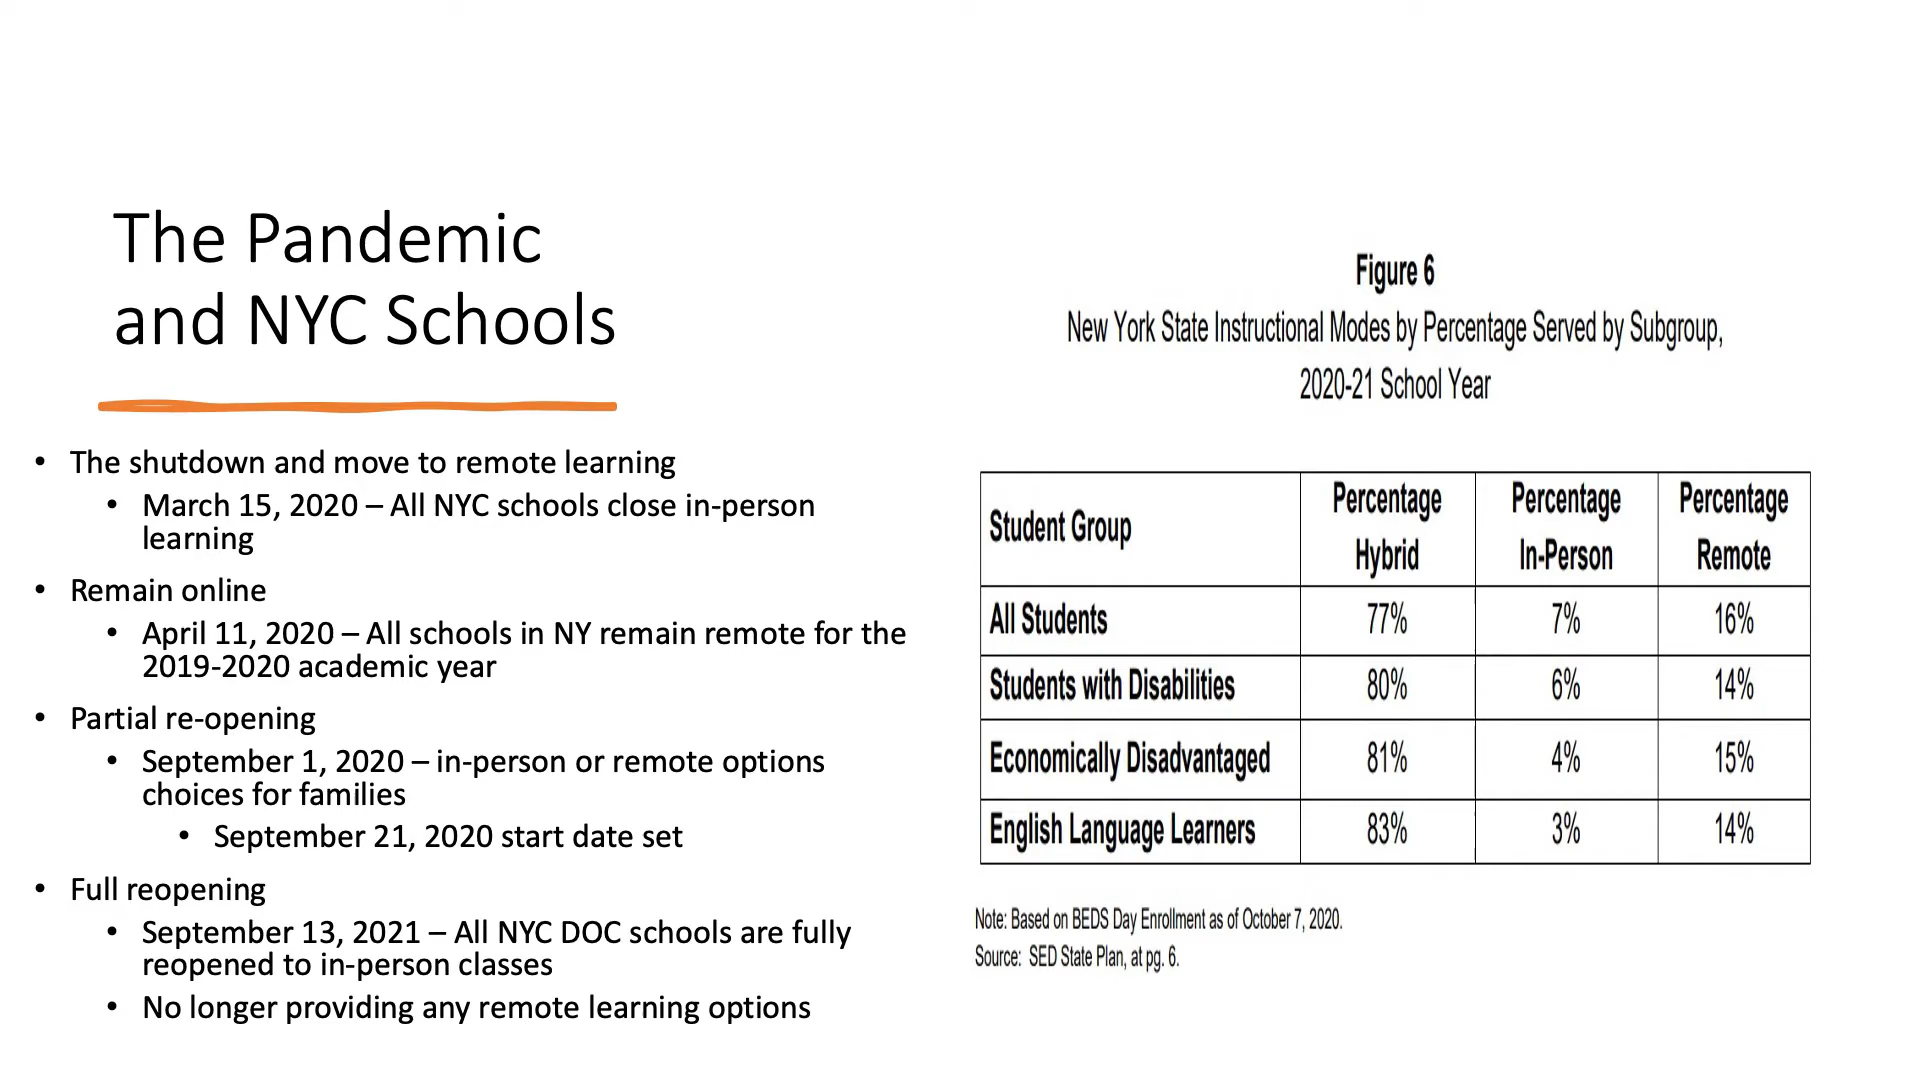 The Pandemic
and NYC Schools
• The shutdown and move to remote learning
• March 15, 2020 – All NYC schools close in-person
learning
• Remain online
• April 11, 2020 – All schools in NY remain remote for the
2019-2020 academic year
• Partial re-opening
• September 1, 2020 – in-person or remote options
choices for families
• September 21, 2020 start date set
• Full reopening
• September 13, 2021 – All NYC DOC schools are fully
reopened to in-person classes
• No longer providing any remote learning options
Figure 6
New York State Instructional Modes by Percentage Served by Subgroup,
2020-21 School Year
Student Group Percentage Hybrid Percentage In-Person Percentage Remote
All Students 77% 7% 16%
Students with Disabilities 80% 6% 14%
Economically Disadvantaged 81% 4% 15%
English Language Learners 83% 3% 14%
Note: Based on BEDS Day Enrollment as of October 7, 2020.
Source: SED State Plan, at pg. 6.